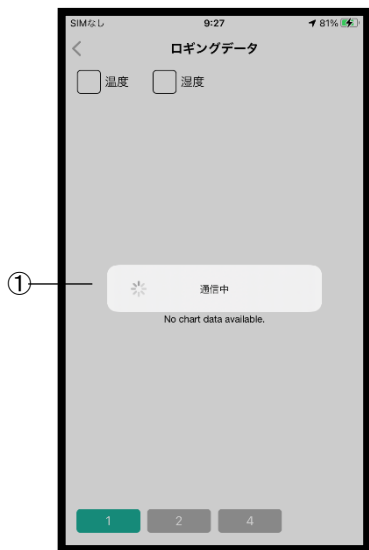 SIMなし 9:27 81%
ロギングデータ
温度 湿度
①
通信中
No chart data available.
1 2 4